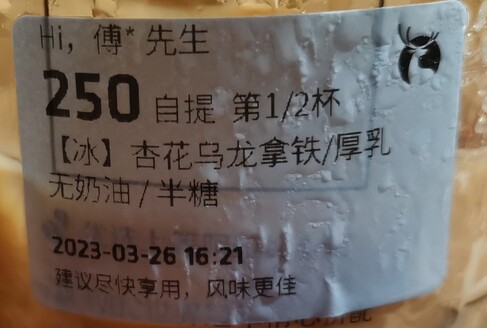 Hi, 傅*先生
250 自提 第1/2杯
【冰】杏花乌龙拿铁/厚乳
无奶油/半糖
2023-03-26 16:21
建议尽快享用，风味更佳